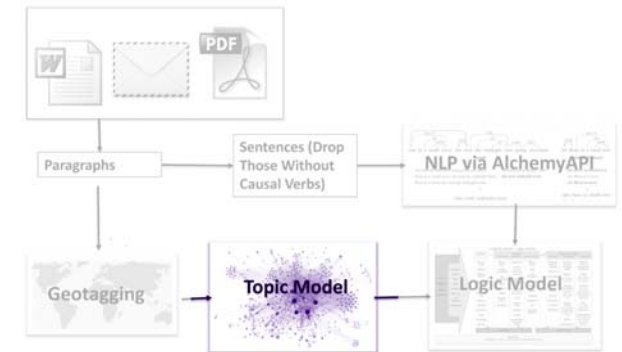 W
PDF
Paragraphs
Sentences (Drop
Those Without
Causal Verbs)
NLP via AlchemyAPI
Geotagging
Topic Model
Logic Model